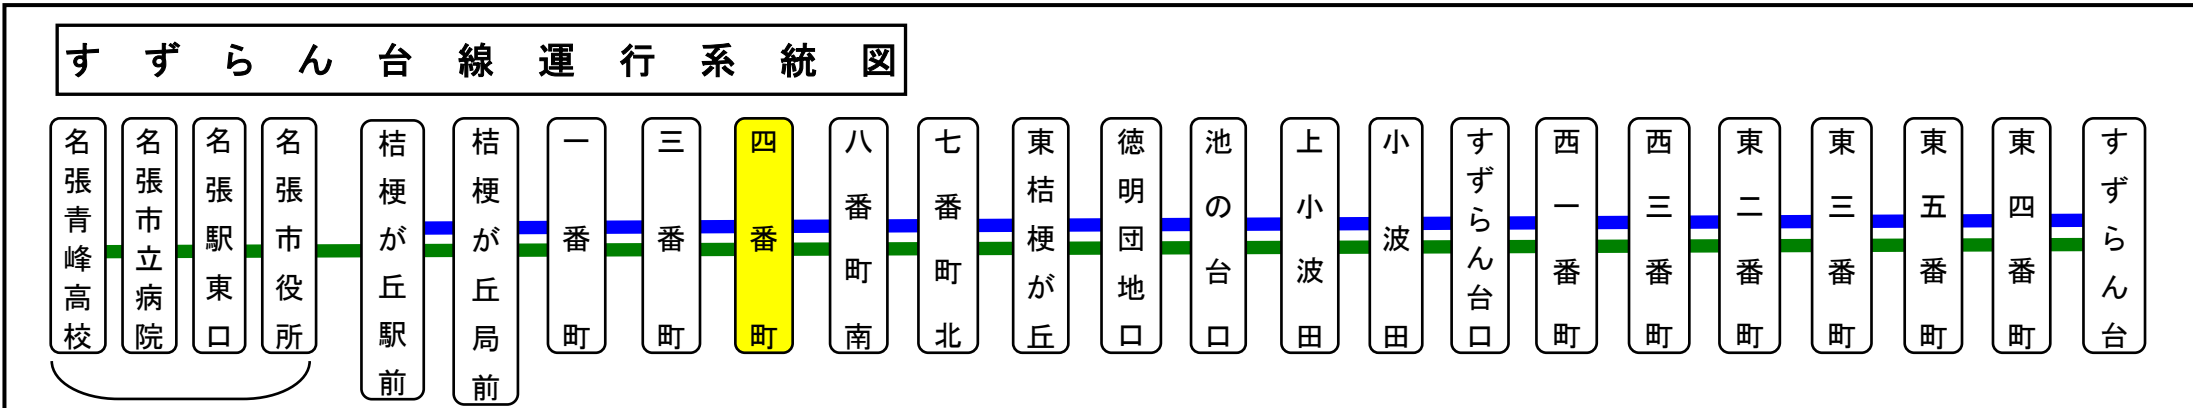 すずらん台線運行系統図
名張青峰高校
名張市立病院
名張駅東口
名張市役所
桔梗が丘駅前
桔梗が丘局前
一番町
三番町
四番町
八番町南
七番町北
東桔梗が丘
徳明団地口
池の台口
上小波田
小波田
すずらん台口
西一番町
西三番町
東二番町
東三番町
東五番町
東四番町
すずらん台